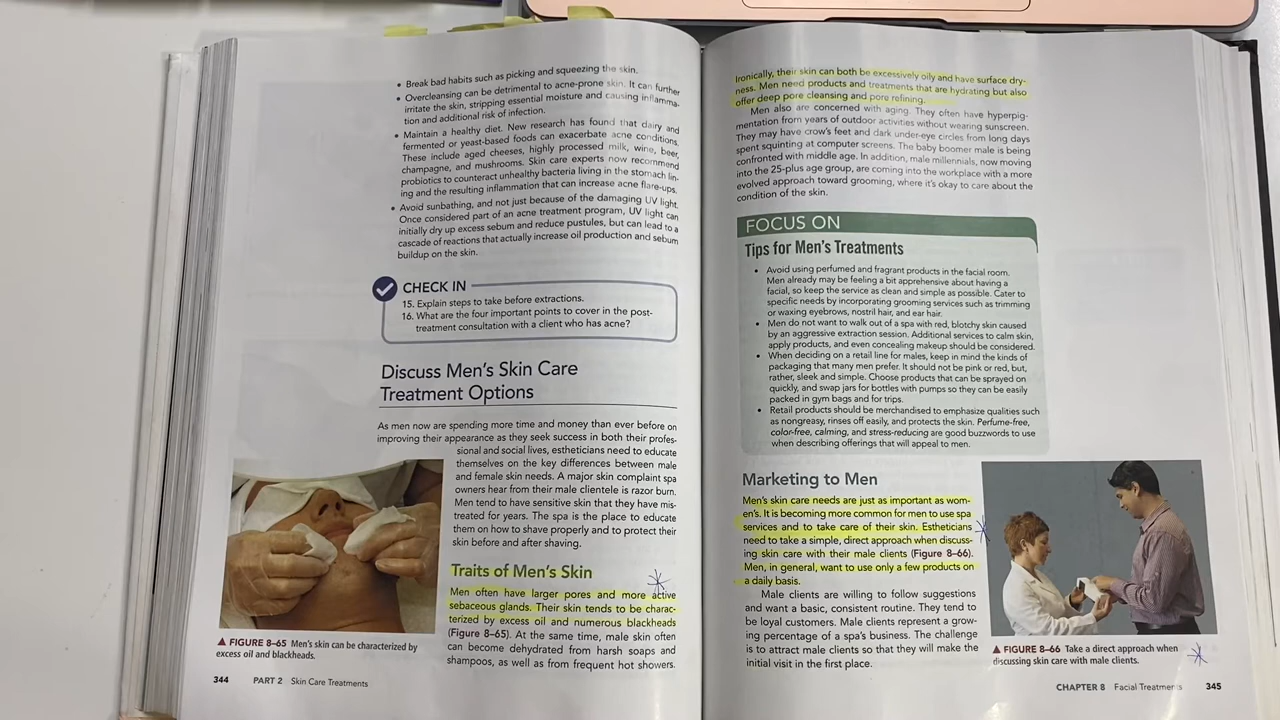 • Break bad habits such as picking and squeezing the skin.
• Overcleansing can be detrimental to acne-prone skin. It can further
irritate the skin, stripping essential moisture and causing inflamma-
tion and additional risk of infection.
• Maintain a healthy diet. New research has found that dairy and
fermented or yeast-based foods can exacerbate acne conditions.
These include aged cheeses, highly processed milk, wine, beer,
champagne, and mushrooms. Skin care experts now recommend
probiotics to counteract unhealthy bacteria living in the stomach lin-
ing and the resulting inflammation that can increase acne flare-ups.
• Avoid sunbathing, and not just because of the damaging UV light.
Once considered part of an acne treatment program, UV light can
initially dry up excess sebum and reduce pustules, but can lead to a
cascade of reactions that actually increase oil production and sebum
buildup on the skin.
CHECK IN
15. Explain steps to take before extractions.
16. What are the four important points to cover in the post-
treatment consultation with a client who has acne?
Discuss Men's Skin Care
Treatment Options
As men now are spending more time and money than ever before on
improving their appearance as they seek success in both their profes-
sional and social lives, estheticians need to educate
themselves on the key differences between male
and female skin needs. A major skin complaint spa
owners hear from their male clientele is razor burn.
Men tend to have sensitive skin that they have mis-
treated for years. The spa is the place to educate
them on how to shave properly and to protect their
skin before and after shaving.
Traits of Men's Skin
Men often have larger pores and more active
sebaceous glands. Their skin tends to be charac-
terized by excess oil and numerous blackheads
(Figure 8–65). At the same time, male skin often
can become dehydrated from harsh soaps and
shampoos, as well as from frequent hot showers.
▲ FIGURE 8–65 Men's skin can be characterized by
excess oil and blackheads.
344 PART 2 Skin Care Treatments
Ironically, their skin can both be excessively oily and have surface dry-
ness. Men need products and treatments that are hydrating but also
offer deep pore cleansing and pore refining.
Men also are concerned with aging. They often have hyperpig-
mentation from years of outdoor activities without wearing sunscreen.
They may have crow's feet and dark under-eye circles from long days
spent squinting at computer screens. The baby boomer male is being
confronted with middle age. In addition, male millennials, now moving
into the 25-plus age group, are coming into the workplace with a more
evolved approach toward grooming, where it's okay to care about the
condition of the skin.
FOCUS ON
Tips for Men's Treatments
• Avoid using perfumed and fragrant products in the facial room.
Men already may be feeling a bit apprehensive about having a
facial, so keep the service as clean and simple as possible. Cater to
specific needs by incorporating grooming services such as trimming
or waxing eyebrows, nostril hair, and ear hair.
• Men do not want to walk out of a spa with red, blotchy skin caused
by an aggressive extraction session. Additional services to calm skin,
apply products, and even concealing makeup should be considered.
• When deciding on a retail line for males, keep in mind the kinds of
packaging that many men prefer. It should not be pink or red, but,
rather, sleek and simple. Choose products that can be sprayed on
quickly, and swap jars for bottles with pumps so they can be easily
packed in gym bags and for trips.
• Retail products should be merchandised to emphasize qualities such
as nongreasy, rinses off easily, and protects the skin. Perfume-free,
color-free, calming, and stress-reducing are good buzzwords to use
when describing offerings that will appeal to men.
Marketing to Men
Men's skin care needs are just as important as wom-
en's. It is becoming more common for men to use spa
services and to take care of their skin. Estheticians
need to take a simple, direct approach when discuss-
ing skin care with their male clients (Figure 8–66).
Men, in general, want to use only a few products on
a daily basis.
Male clients are willing to follow suggestions
and want a basic, consistent routine. They tend to
be loyal customers. Male clients represent a grow-
ing percentage of a spa's business. The challenge
is to attract male clients so that they will make the
initial visit in the first place.
▲ FIGURE 8–66 Take a direct approach when
discussing skin care with male clients.
CHAPTER 8 Facial Treatments 345